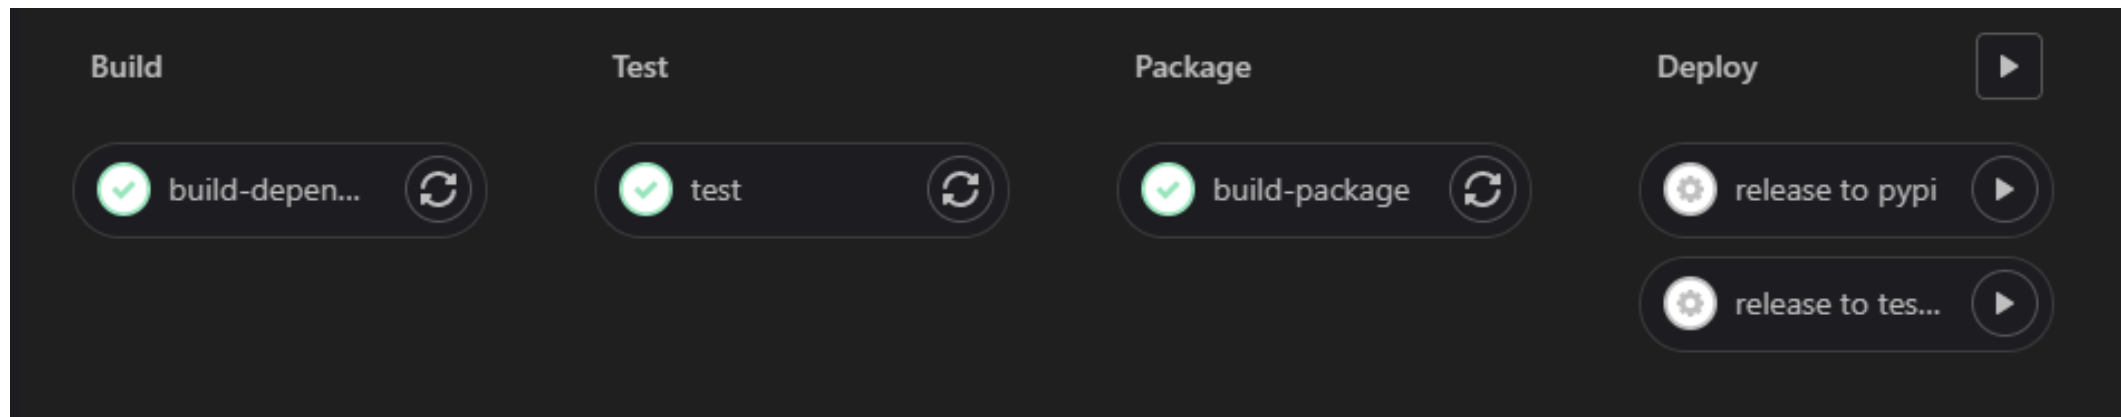 Build
Test
Package
Deploy
build-depen...
test
build-package
release to pypi
release to tes...